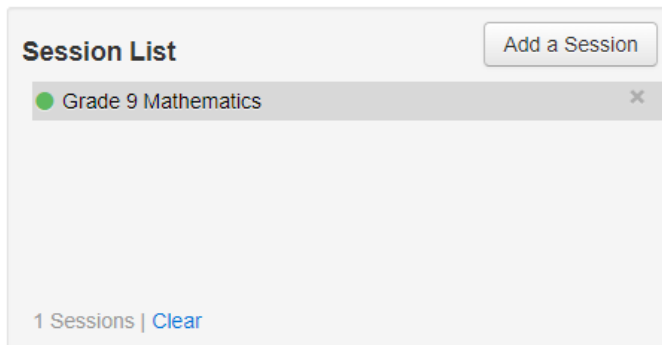 Session List
Add a Session
Grade 9 Mathematics
1 Sessions | Clear